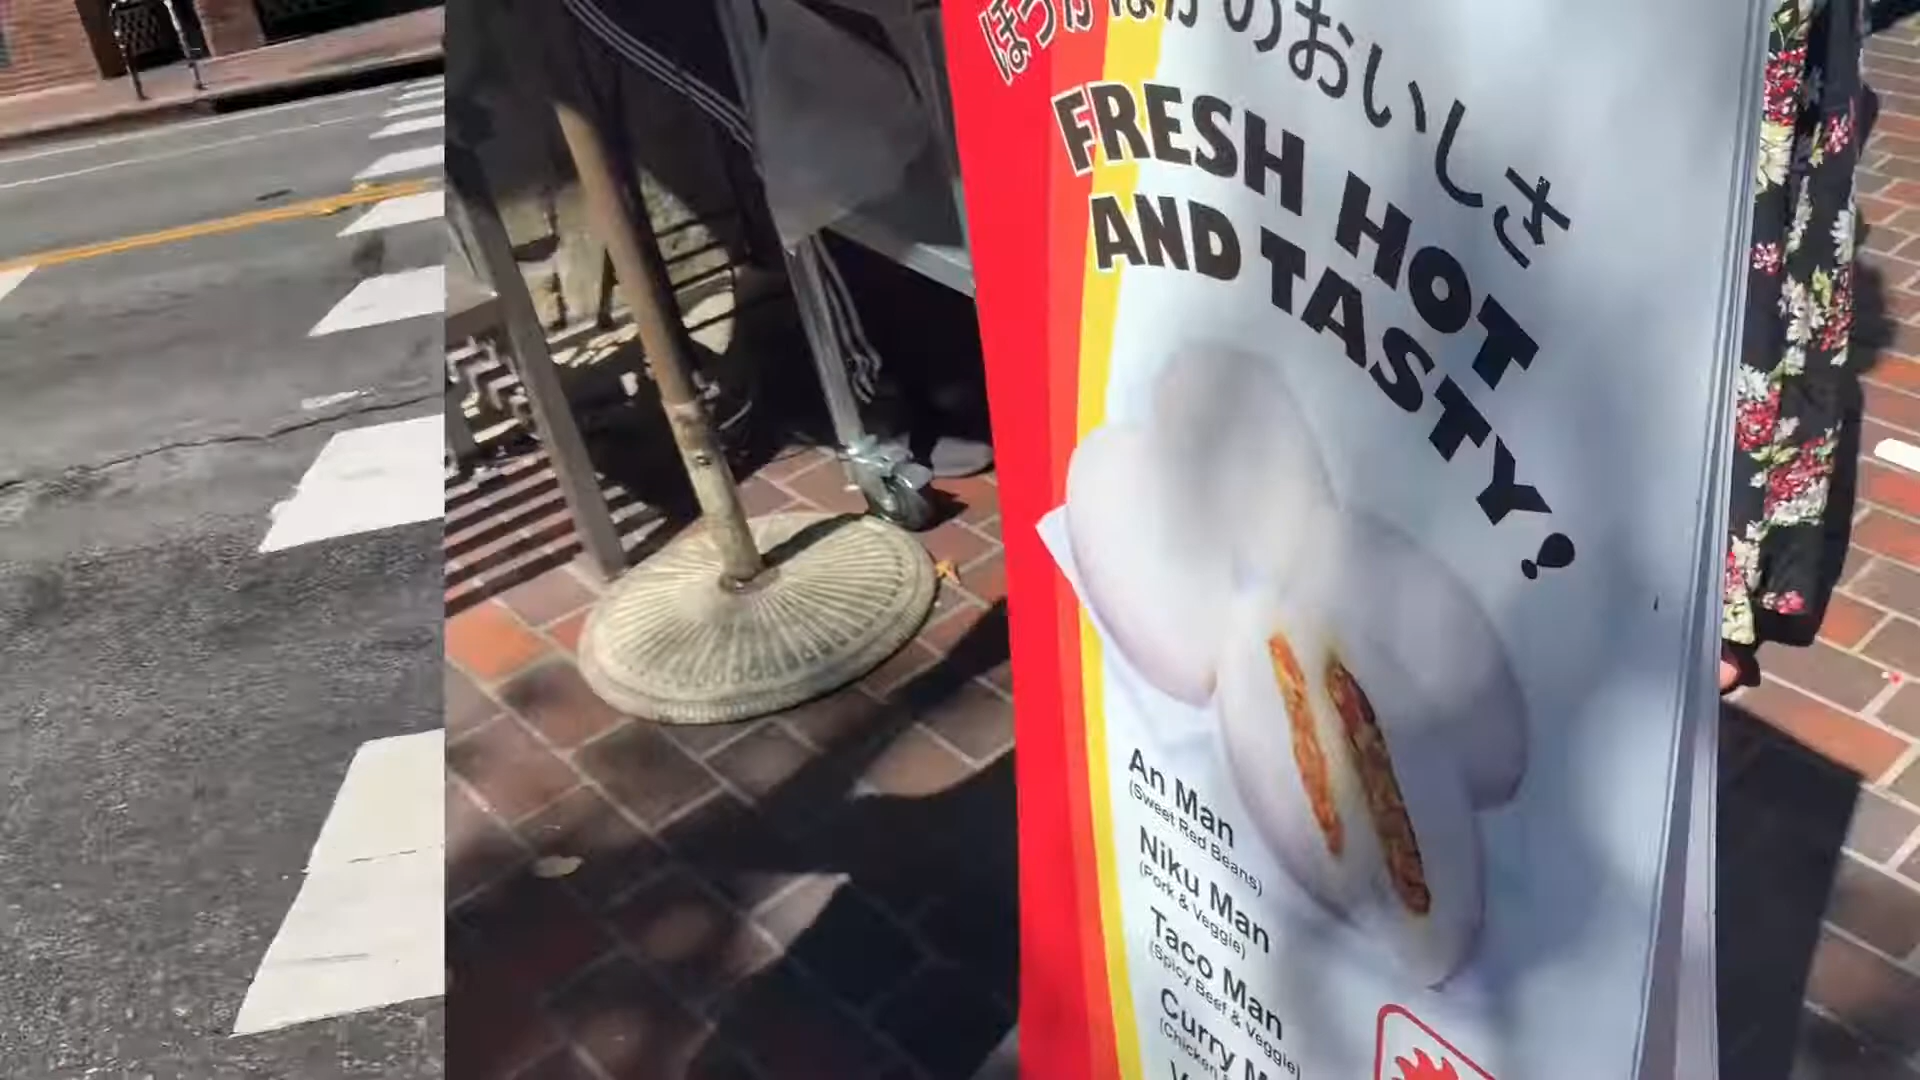 ほっかほかのおいしさ
FRESH HOT
AND TASTY!
An Man
(Sweet Red Beans)
Niku Man
(Pork & Veggie)
Taco Man
(Spicy Beef & Veggie)
Curry
(Chicken